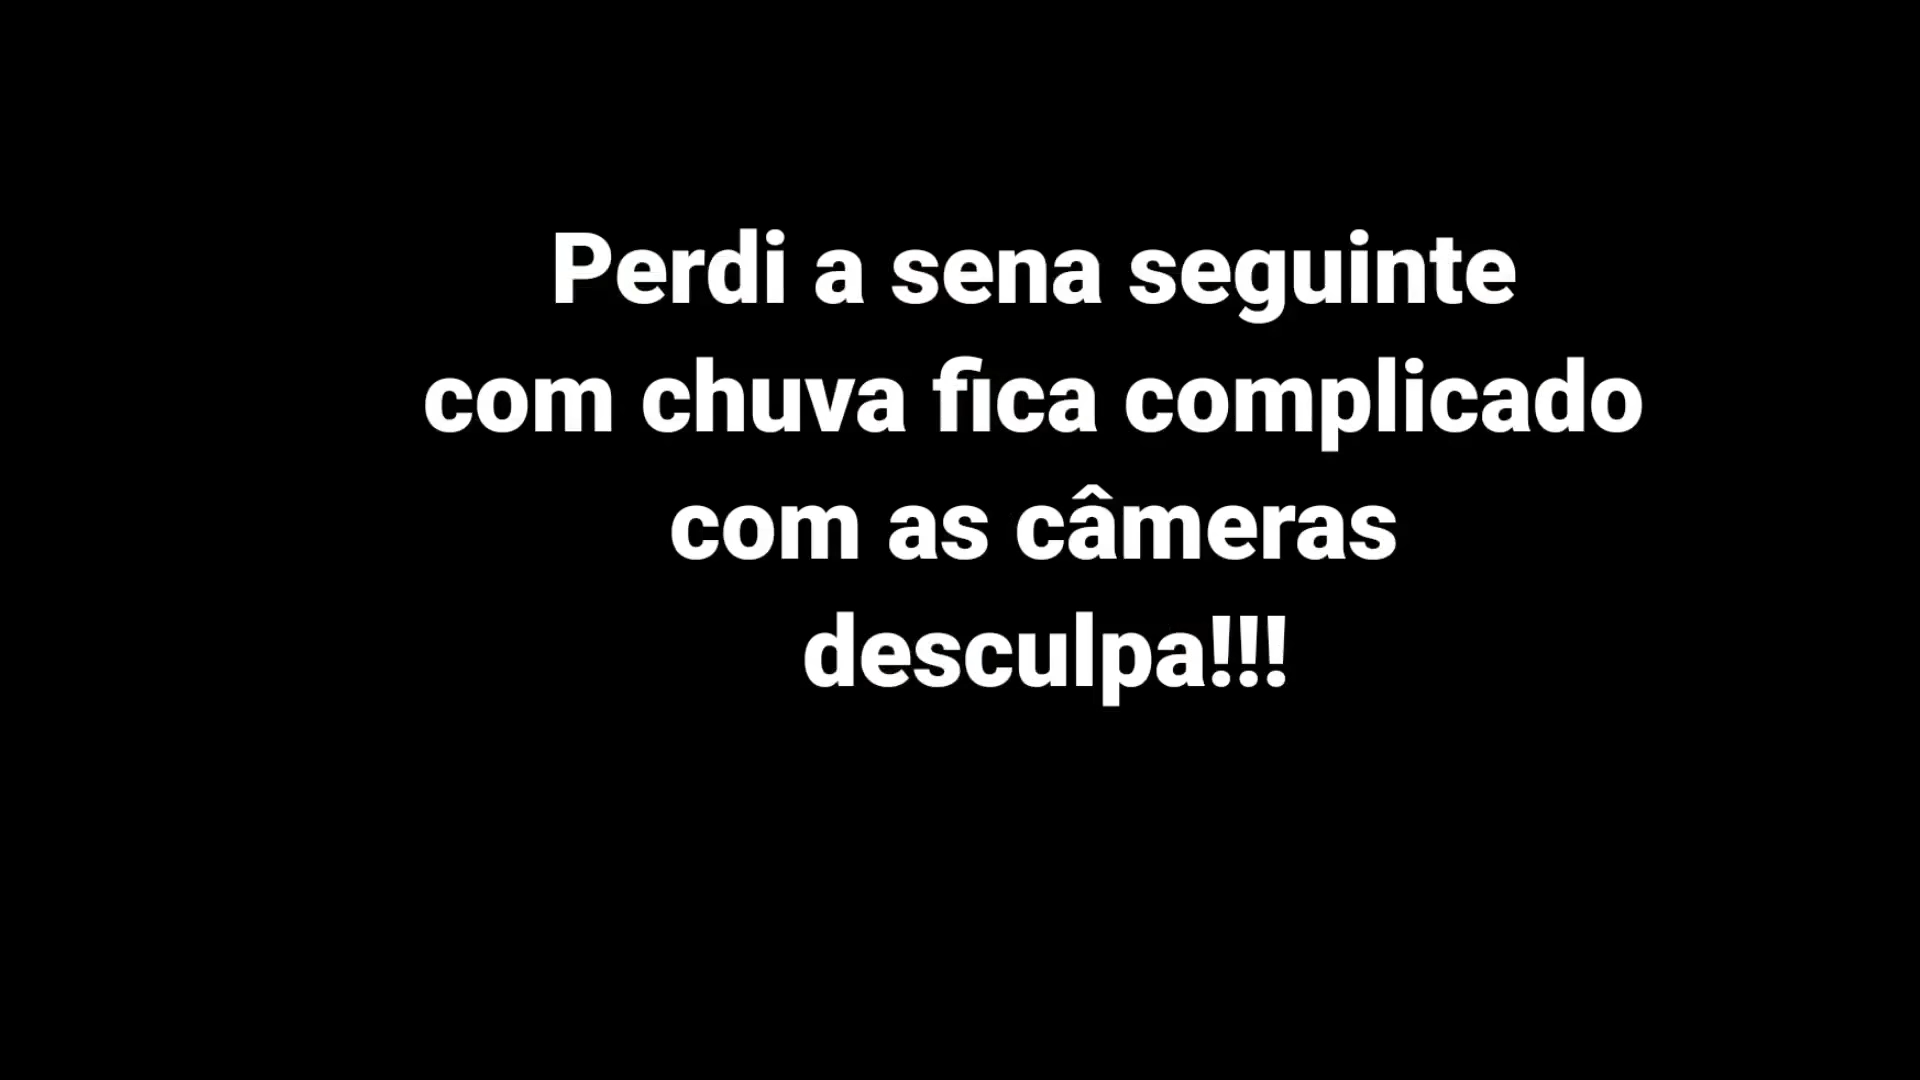 Perdi a sena seguinte
com chuva fica complicado
com as câmeras
desculpa!!!